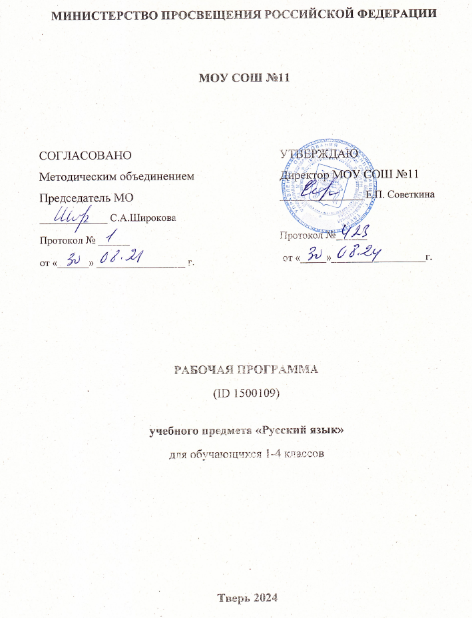 МИНИСТЕРСТВО ПРОСВЕЩЕНИЯ РОССИЙСКОЙ ФЕДЕРАЦИИ
МОУ СОШ №11
СОГЛАСОВАНО
Методическим объединением
Председатель МО
С.А.Широкова
Протокол № 1
от «30» 08.21 г.
УТВЕРЖДАЮ
Директор МОУ СОШ №11
Е.П. Советкина
Протокол № 423
от «30» 08.24 г.
РАБОЧАЯ ПРОГРАММА
(ID 1500109)
учебного предмета «Русский язык»
для обучающихся 1-4 классов
Тверь 2024